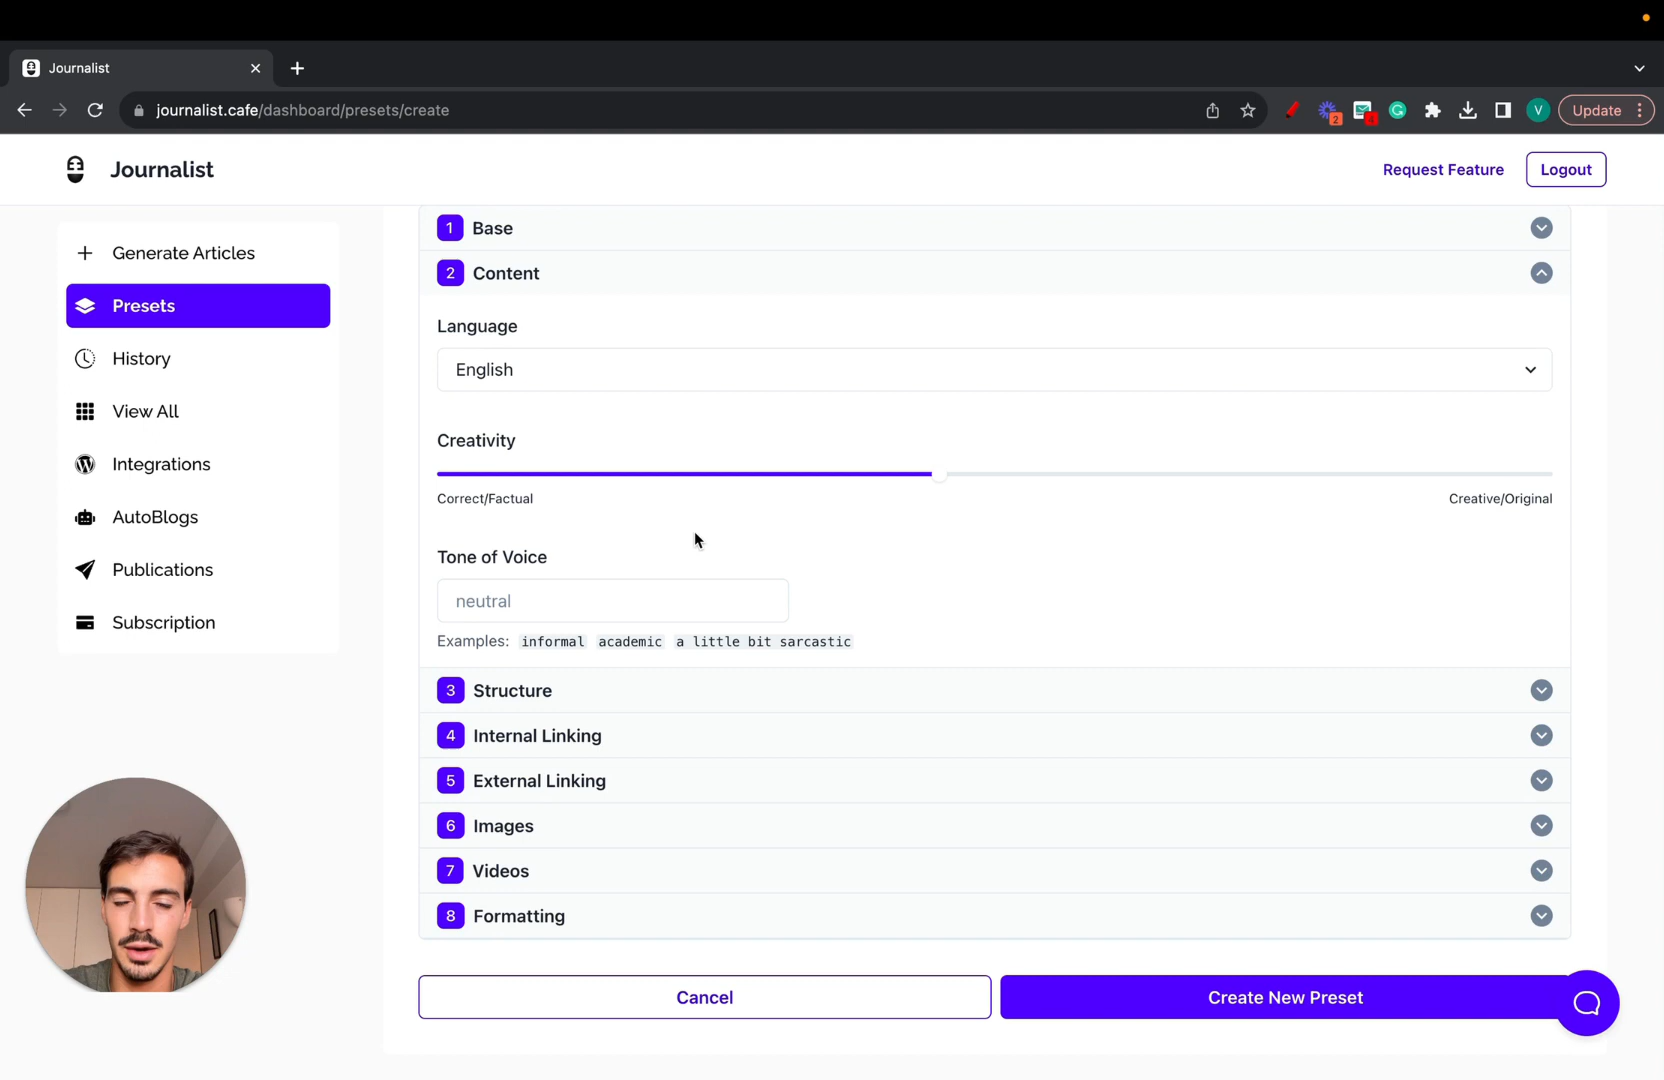 Journalist
journalist.cafe/dashboard/presets/create
2
4
V
Update
Journalist
Request Feature
Logout
Generate Articles
Presets
History
View All
Integrations
AutoBlogs
Publications
Subscription
1 Base
2 Content
Language
English
Creativity
Correct/Factual Creative/Original
Tone of Voice
neutral
Examples: informal academic a little bit sarcastic
3 Structure
4 Internal Linking
5 External Linking
6 Images
7 Videos
8 Formatting
Cancel
Create New Preset